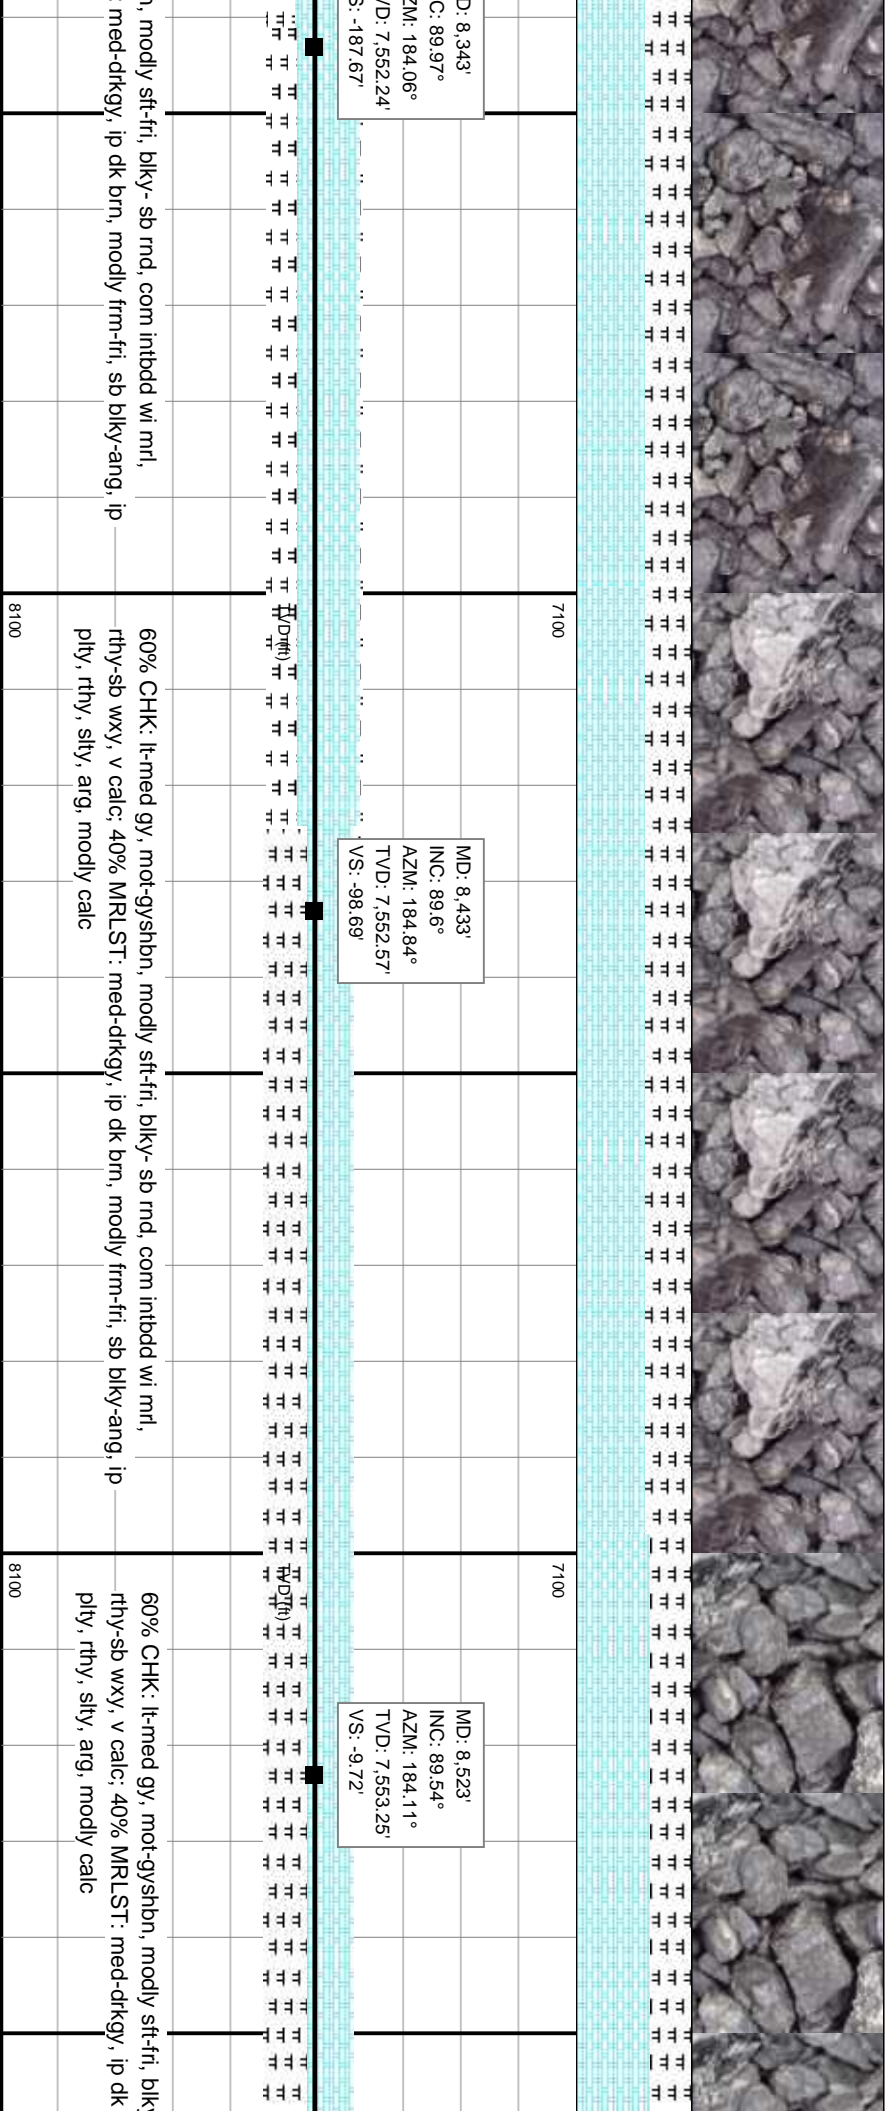 D: 8,343'
C: 89.97°
ZM: 184.06°
VD: 7,552.24'
S: -187.67'
n, modly sft-fri, blky- sb rnd, com intbdd wi mrl,
: med-drkgy, ip dk brn, modly frm-fri, sb blky-ang, ip
7100
TVD (ft)
8100
60% CHK: lt-med gy, mot-gyshbn, modly sft-fri, blky- sb rnd, com intbdd wi mrl,
rthy-sb wxy, v calc; 40% MRLST: med-drkgy, ip dk brn, modly frm-fri, sb blky-ang, ip
plty, rthy, slty, arg, modly calc
MD: 8,433'
INC: 89.6°
AZM: 184.84°
TVD: 7,552.57'
VS: -98.69'
7100
TVD (ft)
8100
60% CHK: lt-med gy, mot-gyshbn, modly sft-fri, blky
rthy-sb wxy, v calc; 40% MRLST: med-drkgy, ip dk
plty, rthy, slty, arg, modly calc
MD: 8,523'
INC: 89.54°
AZM: 184.11°
TVD: 7,553.25'
VS: -9.72'